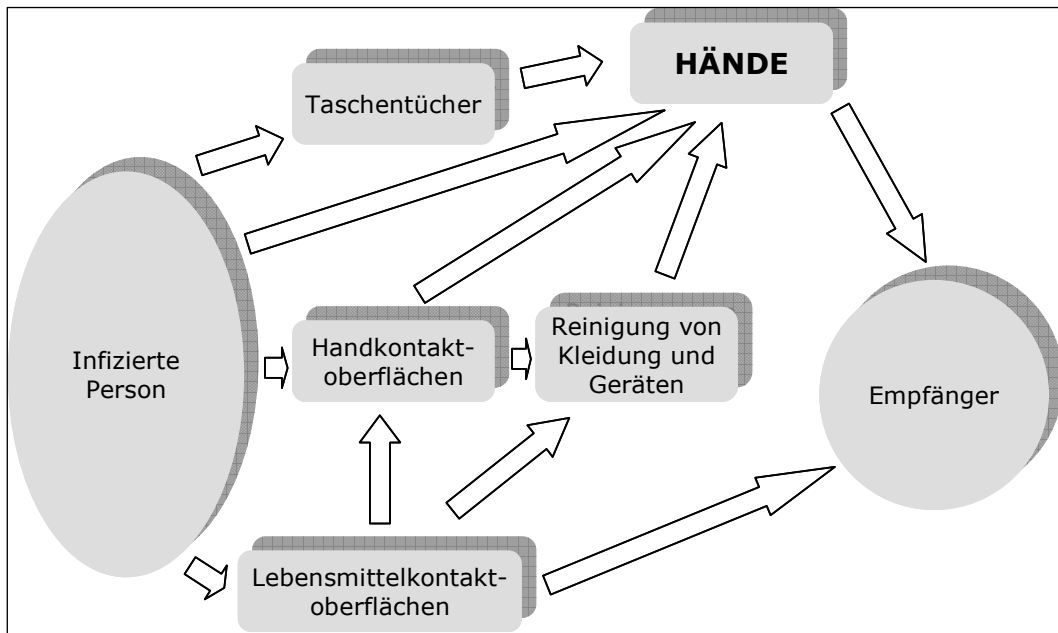 HÄNDE
Taschentücher
Infizierte
Person
Handkontakt-
oberflächen
Reinigung von
Kleidung und
Geräten
Empfänger
Lebensmittelkontakt-
oberflächen